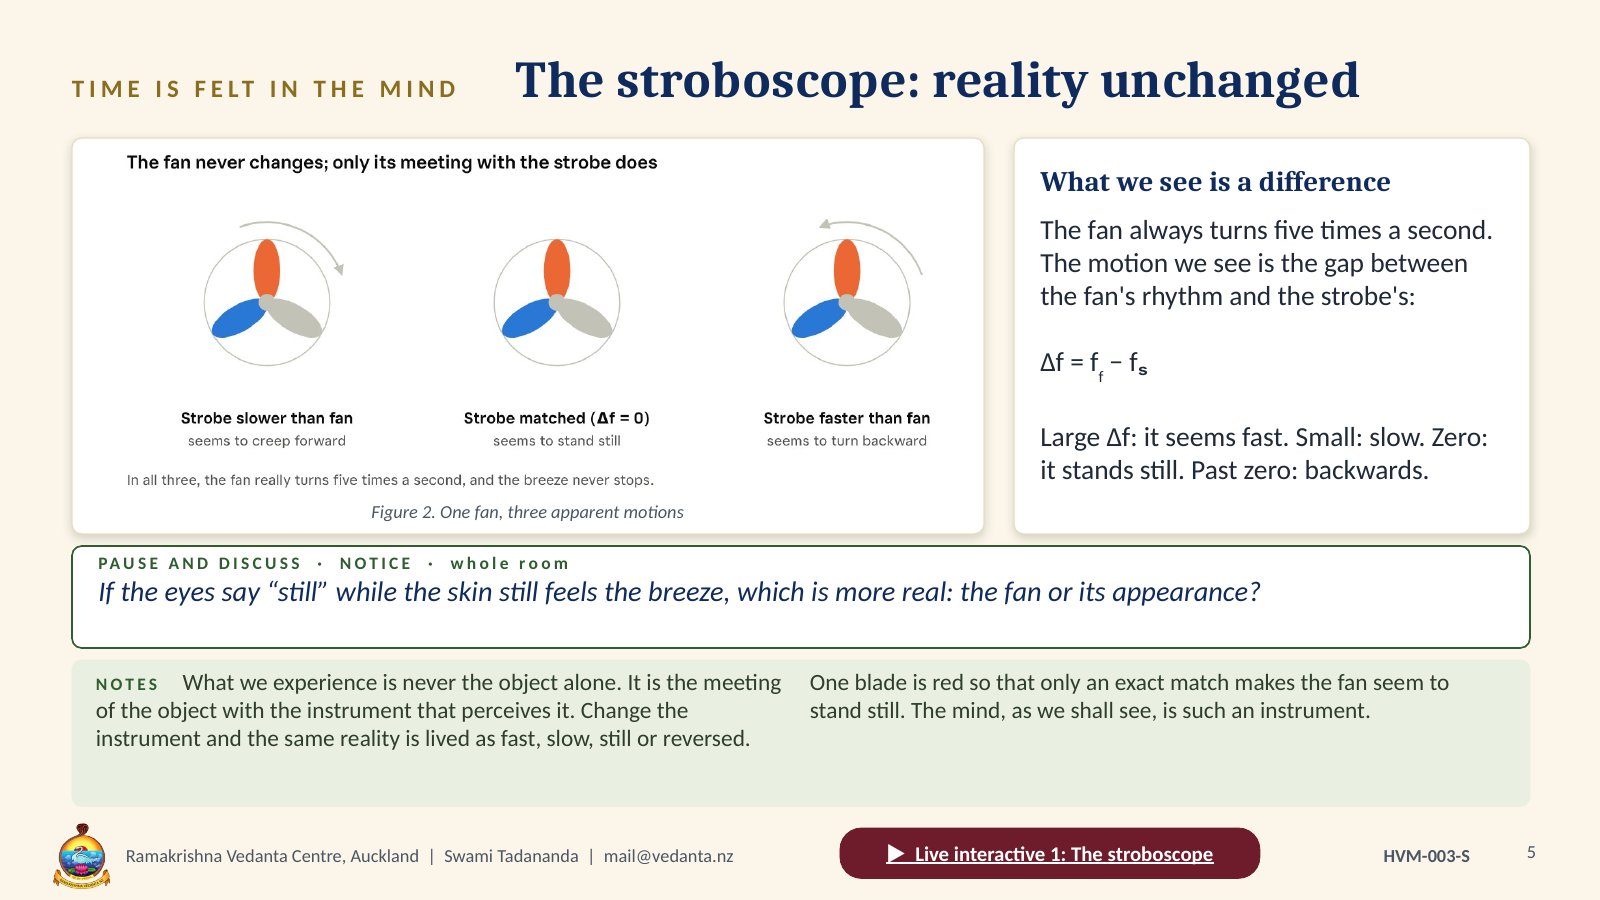 TIME IS FELT IN THE MIND
The stroboscope: reality unchanged
The fan never changes; only its meeting with the strobe does
Strobe slower than fan
seems to creep forward
Strobe matched (Δf = 0)
seems to stand still
Strobe faster than fan
seems to turn backward
In all three, the fan really turns five times a second, and the breeze never stops.
Figure 2. One fan, three apparent motions
What we see is a difference
The fan always turns five times a second.
The motion we see is the gap between
the fan's rhythm and the strobe's:
Δf = f_f − fₛ
Large Δf: it seems fast. Small: slow. Zero:
it stands still. Past zero: backwards.
PAUSE AND DISCUSS · NOTICE · whole room
If the eyes say “still” while the skin still feels the breeze, which is more real: the fan or its appearance?
NOTES What we experience is never the object alone. It is the meeting
of the object with the instrument that perceives it. Change the
instrument and the same reality is lived as fast, slow, still or reversed.
One blade is red so that only an exact match makes the fan seem to
stand still. The mind, as we shall see, is such an instrument.
Ramakrishna Vedanta Centre, Auckland | Swami Tadananda | mail@vedanta.nz
▶ Live interactive 1: The stroboscope
HVM-003-S
5